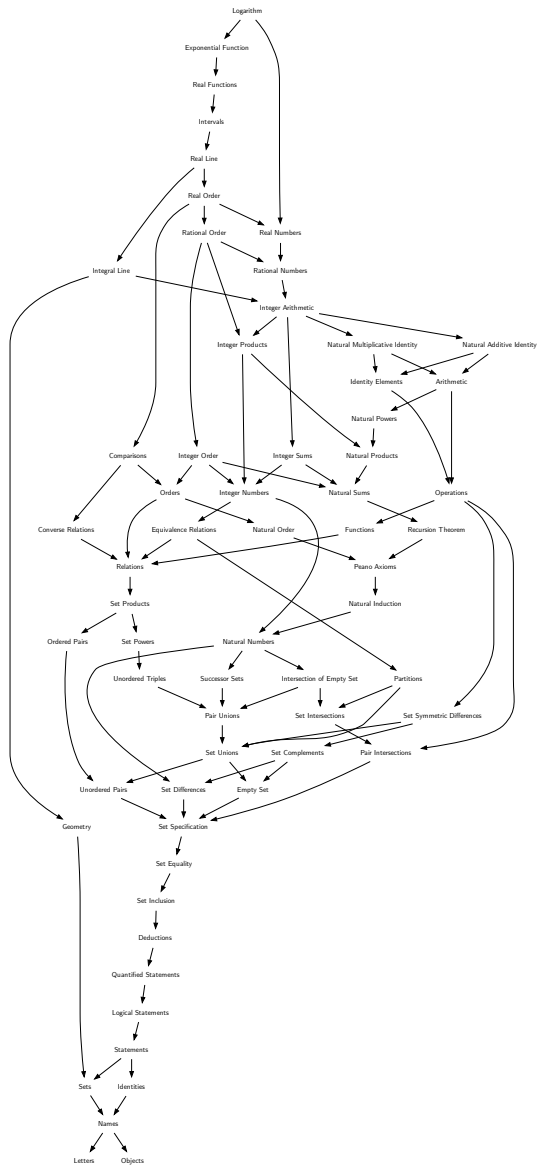 Logarithm
Exponential Function
Real Functions
Intervals
Real Line
Real Order
Rational Order Real Numbers
Integral Line Rational Numbers
Integer Arithmetic
Integer Products Natural Multiplicative Identity Natural Additive Identity
Identity Elements Arithmetic
Natural Powers
Comparisons Integer Order Integer Sums Natural Products
Orders Integer Numbers Natural Sums Operations
Converse Relations Equivalence Relations Natural Order Functions Recursion Theorem
Relations Peano Axioms
Set Products Natural Induction
Ordered Pairs Set Powers Natural Numbers
Unordered Triples Successor Sets Intersection of Empty Set Partitions
Pair Unions Set Intersections Set Symmetric Differences
Set Unions Set Complements Pair Intersections
Unordered Pairs Set Differences Empty Set
Geometry Set Specification
Set Equality
Set Inclusion
Deductions
Quantified Statements
Logical Statements
Statements
Sets Identities
Names
Letters Objects